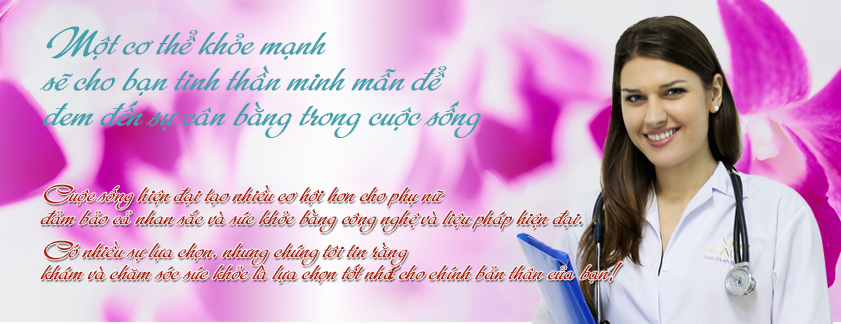 Một cơ thể khỏe mạnh
sẽ cho bạn tinh thần minh mẫn để
đem đến sự cân bằng trong cuộc sống
Cuộc sống hiện đại tạo nhiều cơ hội hơn cho phụ nữ
đảm bảo cả nhan sắc và sức khỏe bằng công nghệ và liệu pháp hiện đại.
Có nhiều sự lựa chọn, nhưng chúng tôi tin rằng
khám và chăm sóc sức khỏe là lựa chọn tốt nhất cho chính bản thân của bạn!